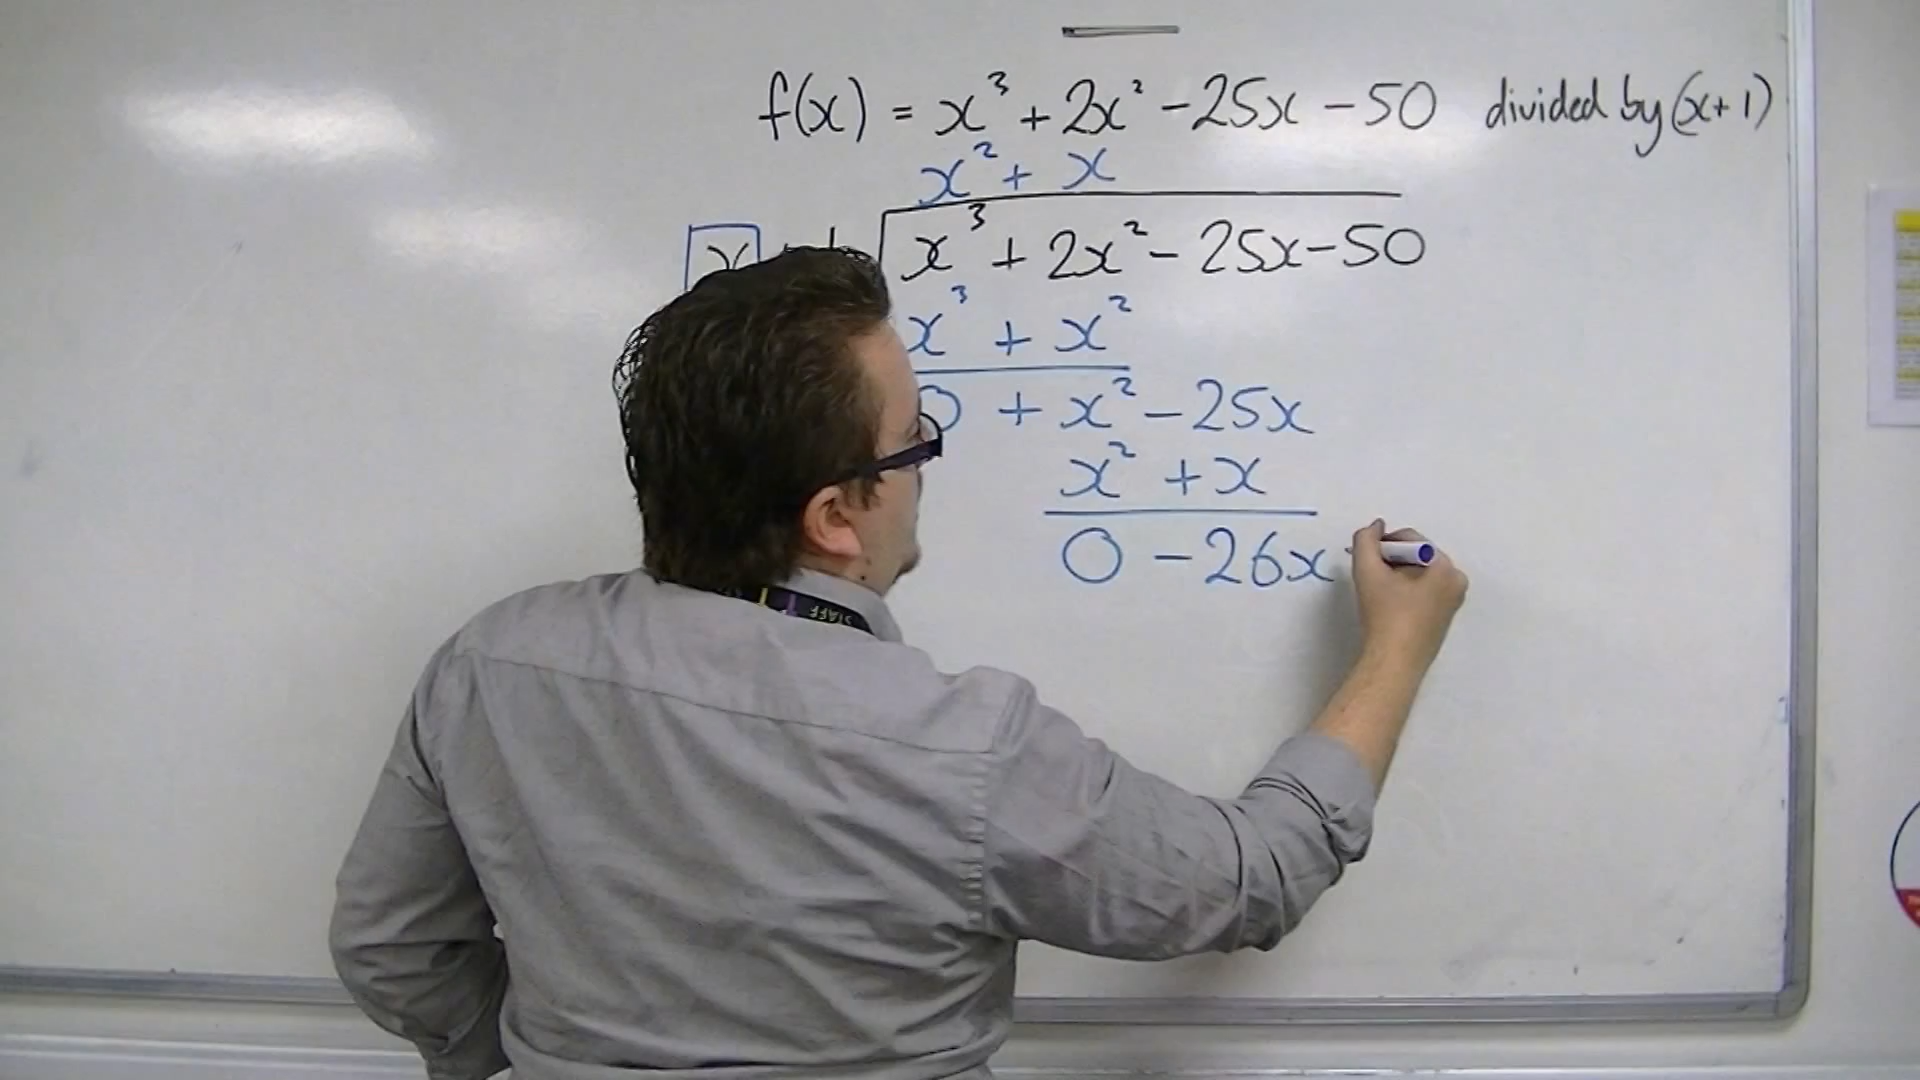 f(x) = x³ + 2x² - 25x - 50 divided by (x+1)
x² + x
x + 1 x³ + 2x² - 25x - 50
x³ + x²
0 + x² - 25x
x² + x
0 - 26x -
STAFF